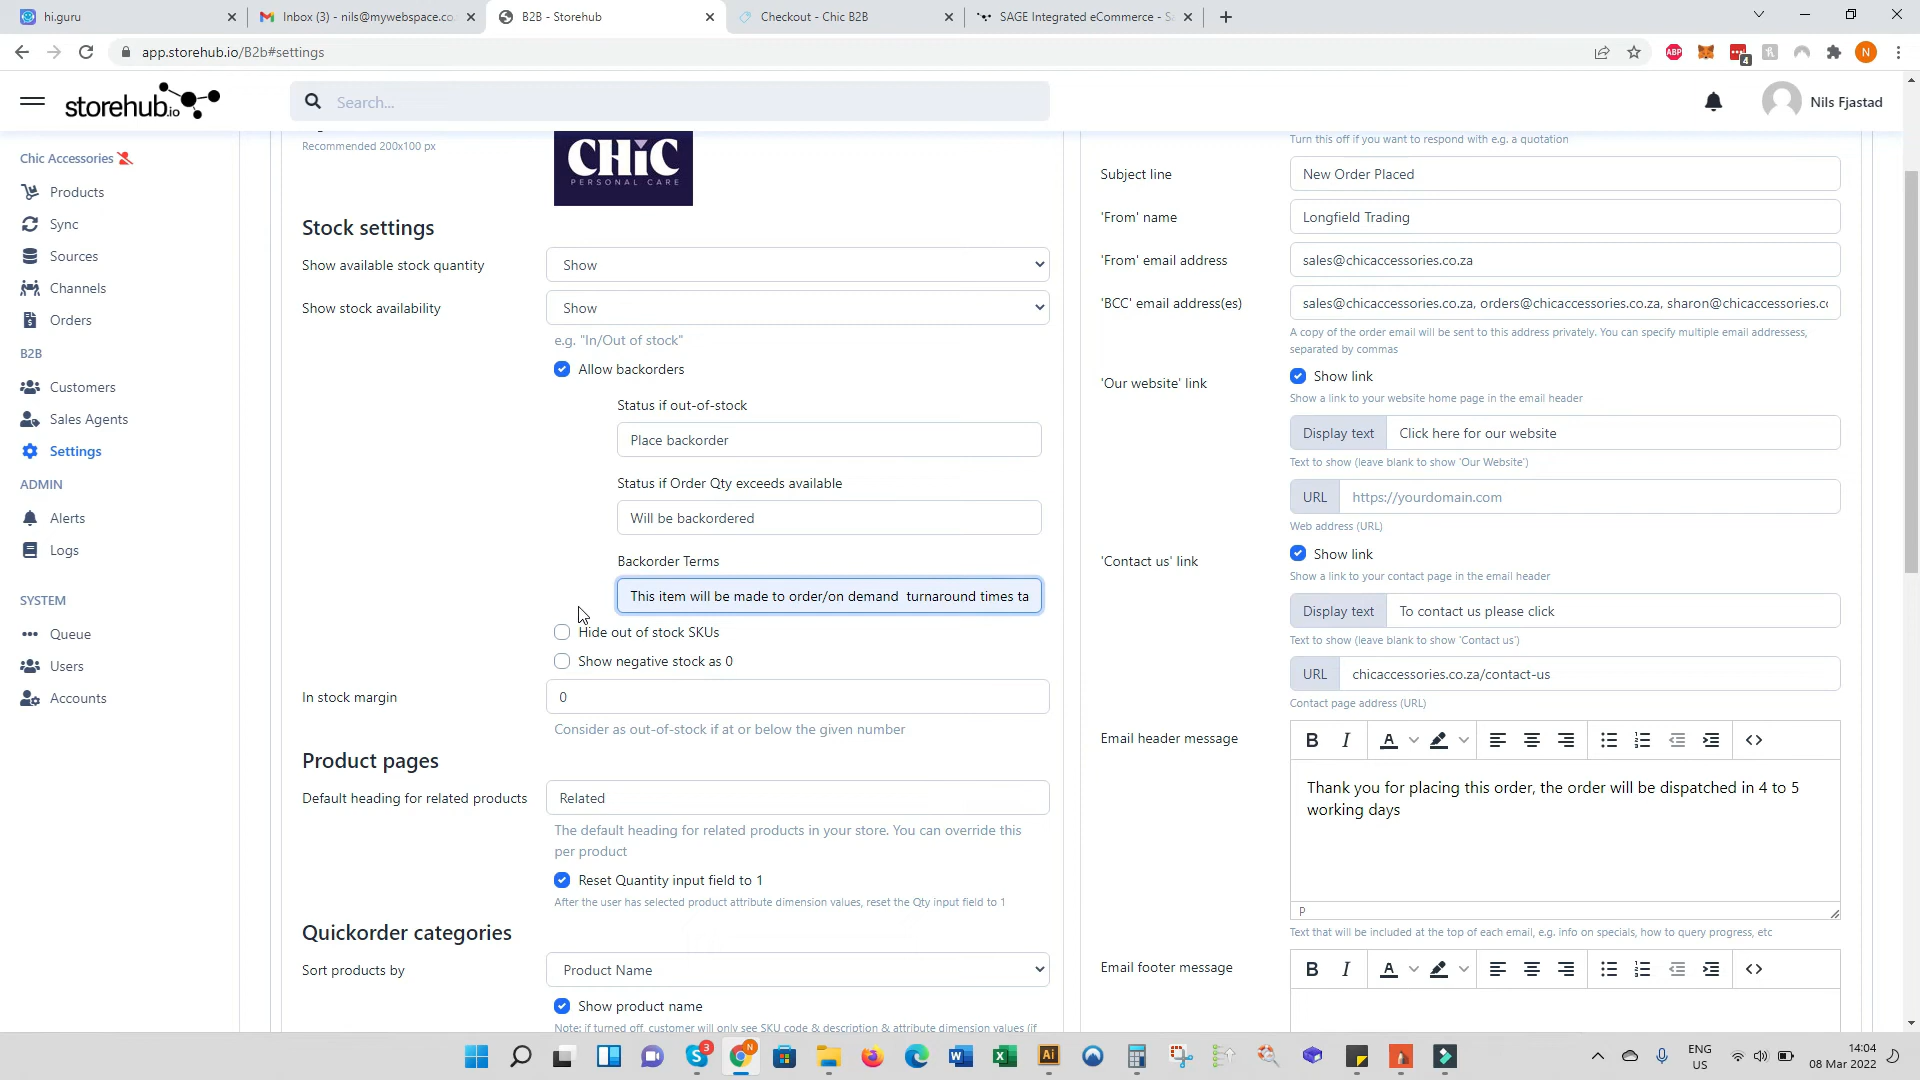 hi.guru
Inbox (3) - nils@mywebspace.co
B2B - Storehub
Checkout - Chic B2B
SAGE Integrated eCommerce - S
app.storehub.io/B2b#settings
ABP
4
N
storehub.io
Search...
Nils Fjastad
Chic Accessories
Products
Sync
Sources
Channels
Orders
B2B
Customers
Sales Agents
Settings
ADMIN
Alerts
Logs
SYSTEM
Queue
Users
Accounts
Recommended 200x100 px
CHiC
PERSONAL CARE
Stock settings
Show available stock quantity
Show
Show stock availability
Show
e.g. "In/Out of stock"
Allow backorders
Status if out-of-stock
Place backorder
Status if Order Qty exceeds available
Will be backordered
Backorder Terms
This item will be made to order/on demand  turnaround times ta
Hide out of stock SKUs
Show negative stock as 0
In stock margin
0
Consider as out-of-stock if at or below the given number
Product pages
Default heading for related products
Related
The default heading for related products in your store. You can override this
per product
Reset Quantity input field to 1
After the user has selected product attribute dimension values, reset the Qty input field to 1
Quickorder categories
Sort products by
Product Name
Show product name
Note: if turned off, customer will only see SKU code & description & attribute dimension values (if
Turn this off if you want to respond with e.g. a quotation
Subject line
New Order Placed
'From' name
Longfield Trading
'From' email address
sales@chicaccessories.co.za
'BCC' email address(es)
sales@chicaccessories.co.za, orders@chicaccessories.co.za, sharon@chicaccessories.cc
A copy of the order email will be sent to this address privately. You can specify multiple email addressess,
separated by commas
'Our website' link
Show link
Show a link to your website home page in the email header
Display text
Click here for our website
Text to show (leave blank to show 'Our Website')
URL
https://yourdomain.com
Web address (URL)
'Contact us' link
Show link
Show a link to your contact page in the email header
Display text
To contact us please click
Text to show (leave blank to show 'Contact us')
URL
chicaccessories.co.za/contact-us
Contact page address (URL)
Email header message
B I A
Thank you for placing this order, the order will be dispatched in 4 to 5
working days
P
Text that will be included at the top of each email, e.g. info on specials, how to query progress, etc
Email footer message
B I A
3
N
Ai
ENG
US
14:04
08 Mar 2022